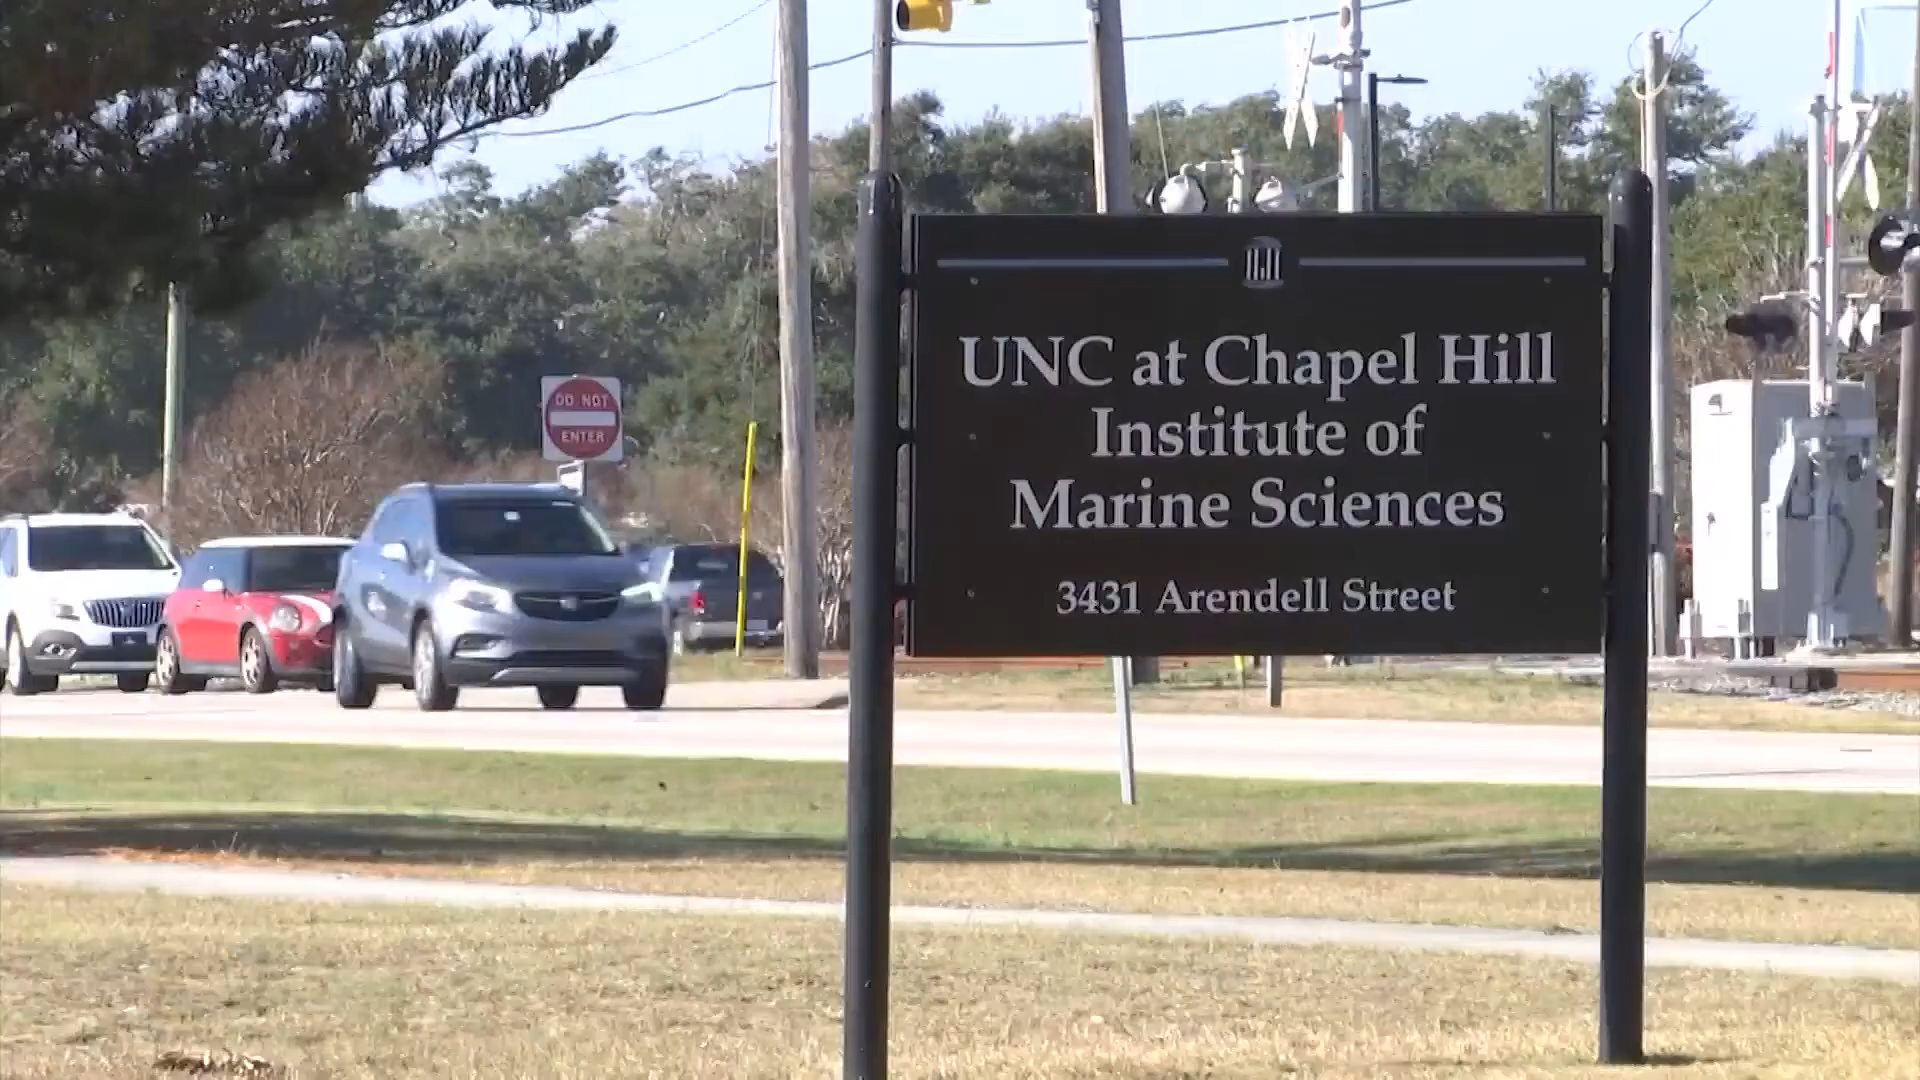 DO NOT
ENTER
UNC at Chapel Hill
Institute of
Marine Sciences
3431 Arendell Street